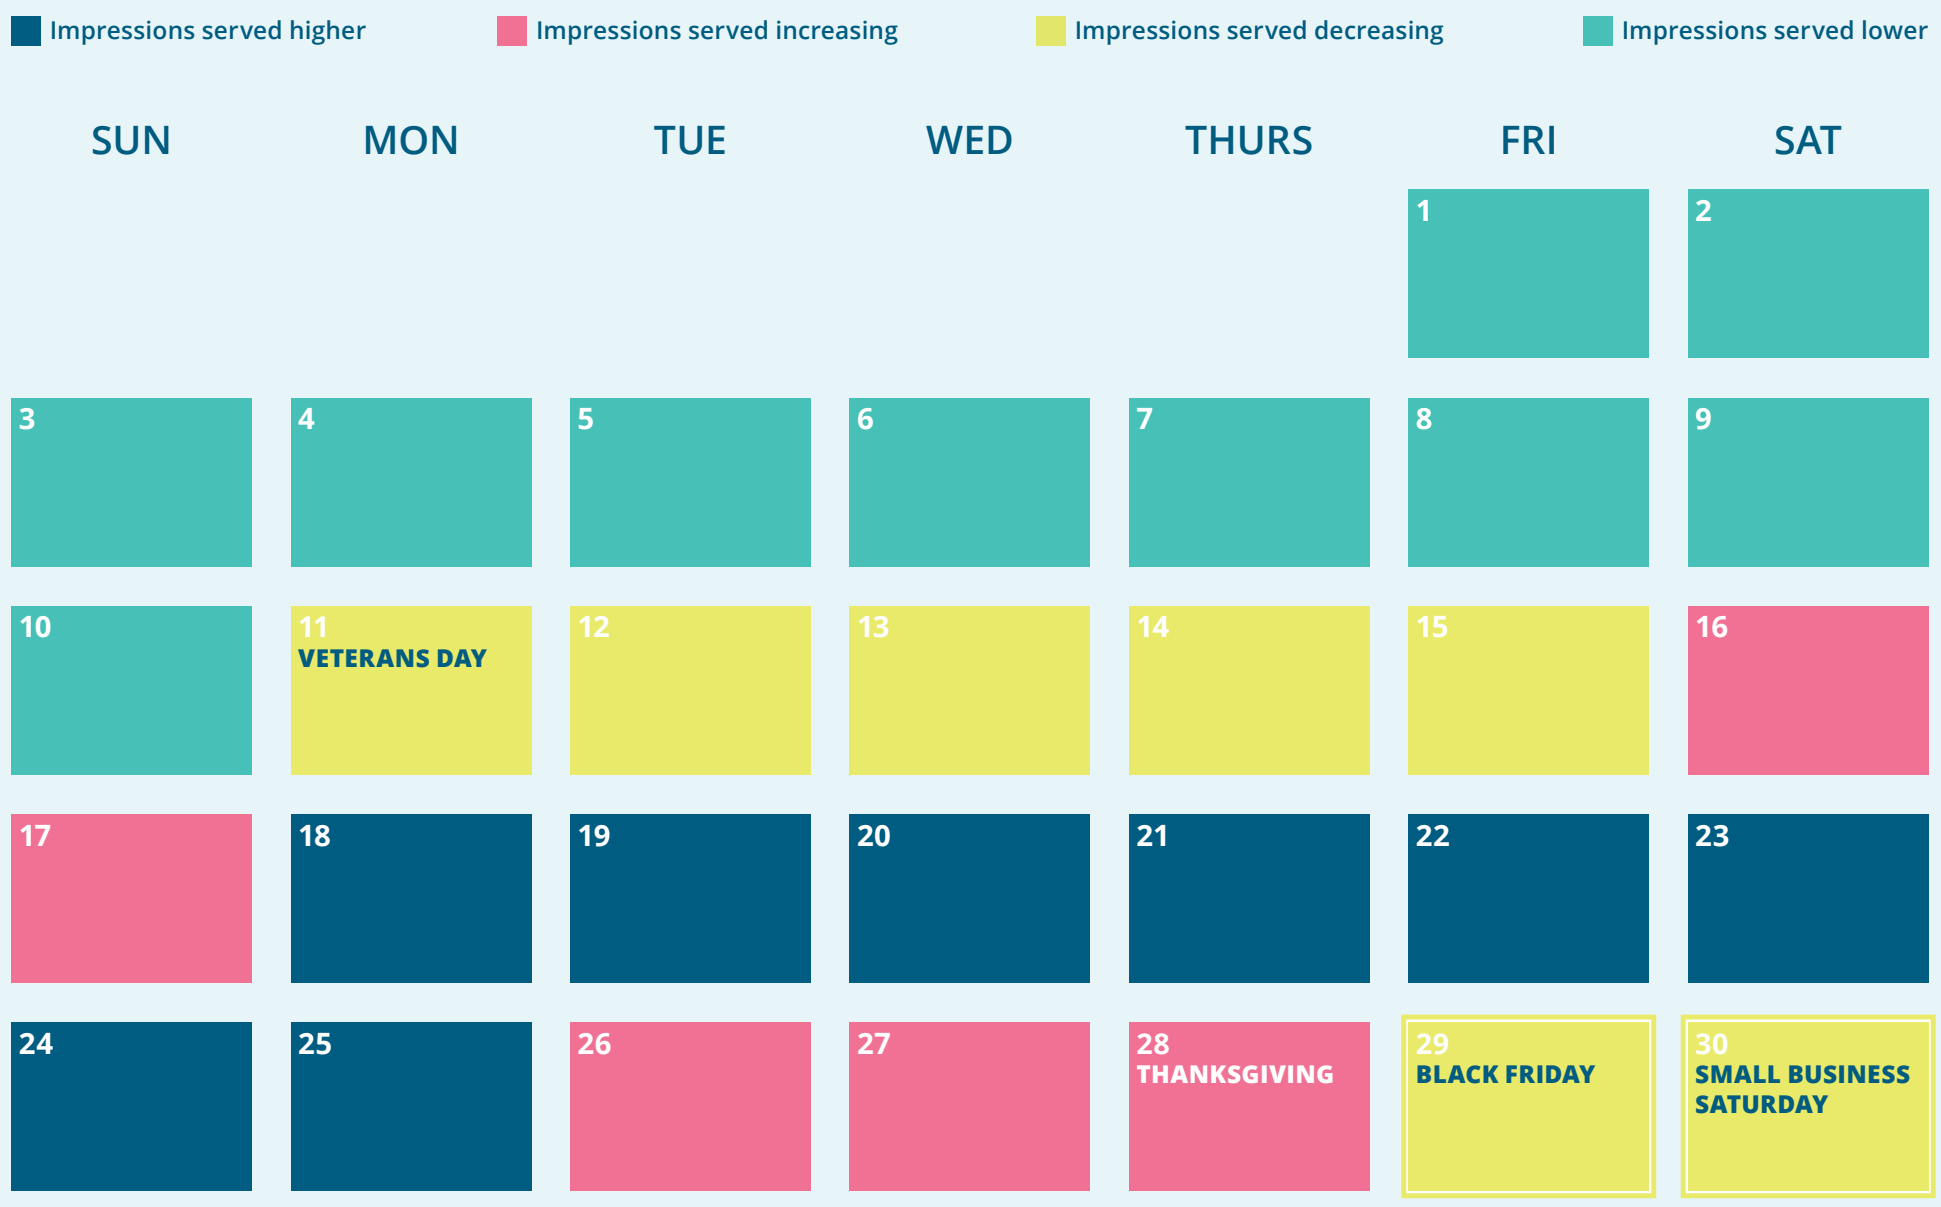 Impressions served higher
Impressions served increasing
Impressions served decreasing
Impressions served lower
SUN MON TUE WED THURS FRI SAT
1 2
3 4 5 6 7 8 9
10 11 12 13 14 15 16
VETERANS DAY
17 18 19 20 21 22 23
24 25 26 27 28 29 30
THANKSGIVING
BLACK FRIDAY
SMALL BUSINESS
SATURDAY